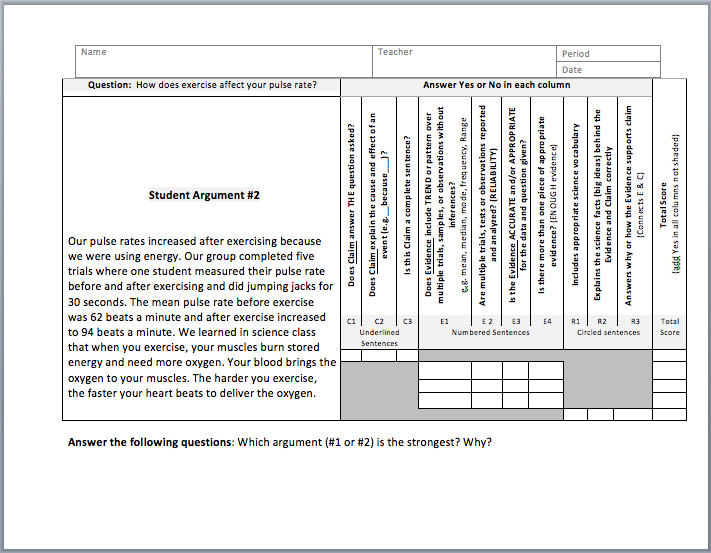 Name
Teacher
Period
Date
Question:  How does exercise affect your pulse rate?
Answer Yes or No in each column
Student Argument #2
Our pulse rates increased after exercising because
we were using energy. Our group completed five
trials where one student measured their pulse rate
before and after exercising and did jumping jacks for
30 seconds. The mean pulse rate before exercise
was 62 beats a minute and after exercise increased
to 94 beats a minute. We learned in science class
that when you exercise, your muscles burn stored
energy and need more oxygen. Your blood brings the
oxygen to your muscles. The harder you exercise,
the faster your heart beats to deliver the oxygen.
Does Claim answer THE question asked?
Does Claim explain the cause and effect of an
event (e.g.__because___)?
Is this Claim a complete sentence?
Does Evidence include TREND or pattern over
multiple trials, samples, or observations without
inferences?
e.g. mean, median, mode, frequency, Range
Are multiple trials, tests or observations reported
and analyzed? (RELIABILITY)
Is the Evidence ACCURATE and/or APPROPRIATE
for the data and question given?
Is there more than one piece of appropriate
evidence? (ENOUGH evidence)
Includes appropriate science vocabulary
Explains the science facts (big ideas) behind the
Evidence and Claim correctly
Answers why or how the Evidence supports claim
(Connects E & C)
Total Score
(add Yes in all columns not shaded)
C1 C2 C3 E1 E 2 E3 E4 R1 R2 R3 Total
Score
Underlined
Sentences
Numbered Sentences
Circled sentences
Answer the following questions: Which argument (#1 or #2) is the strongest? Why?